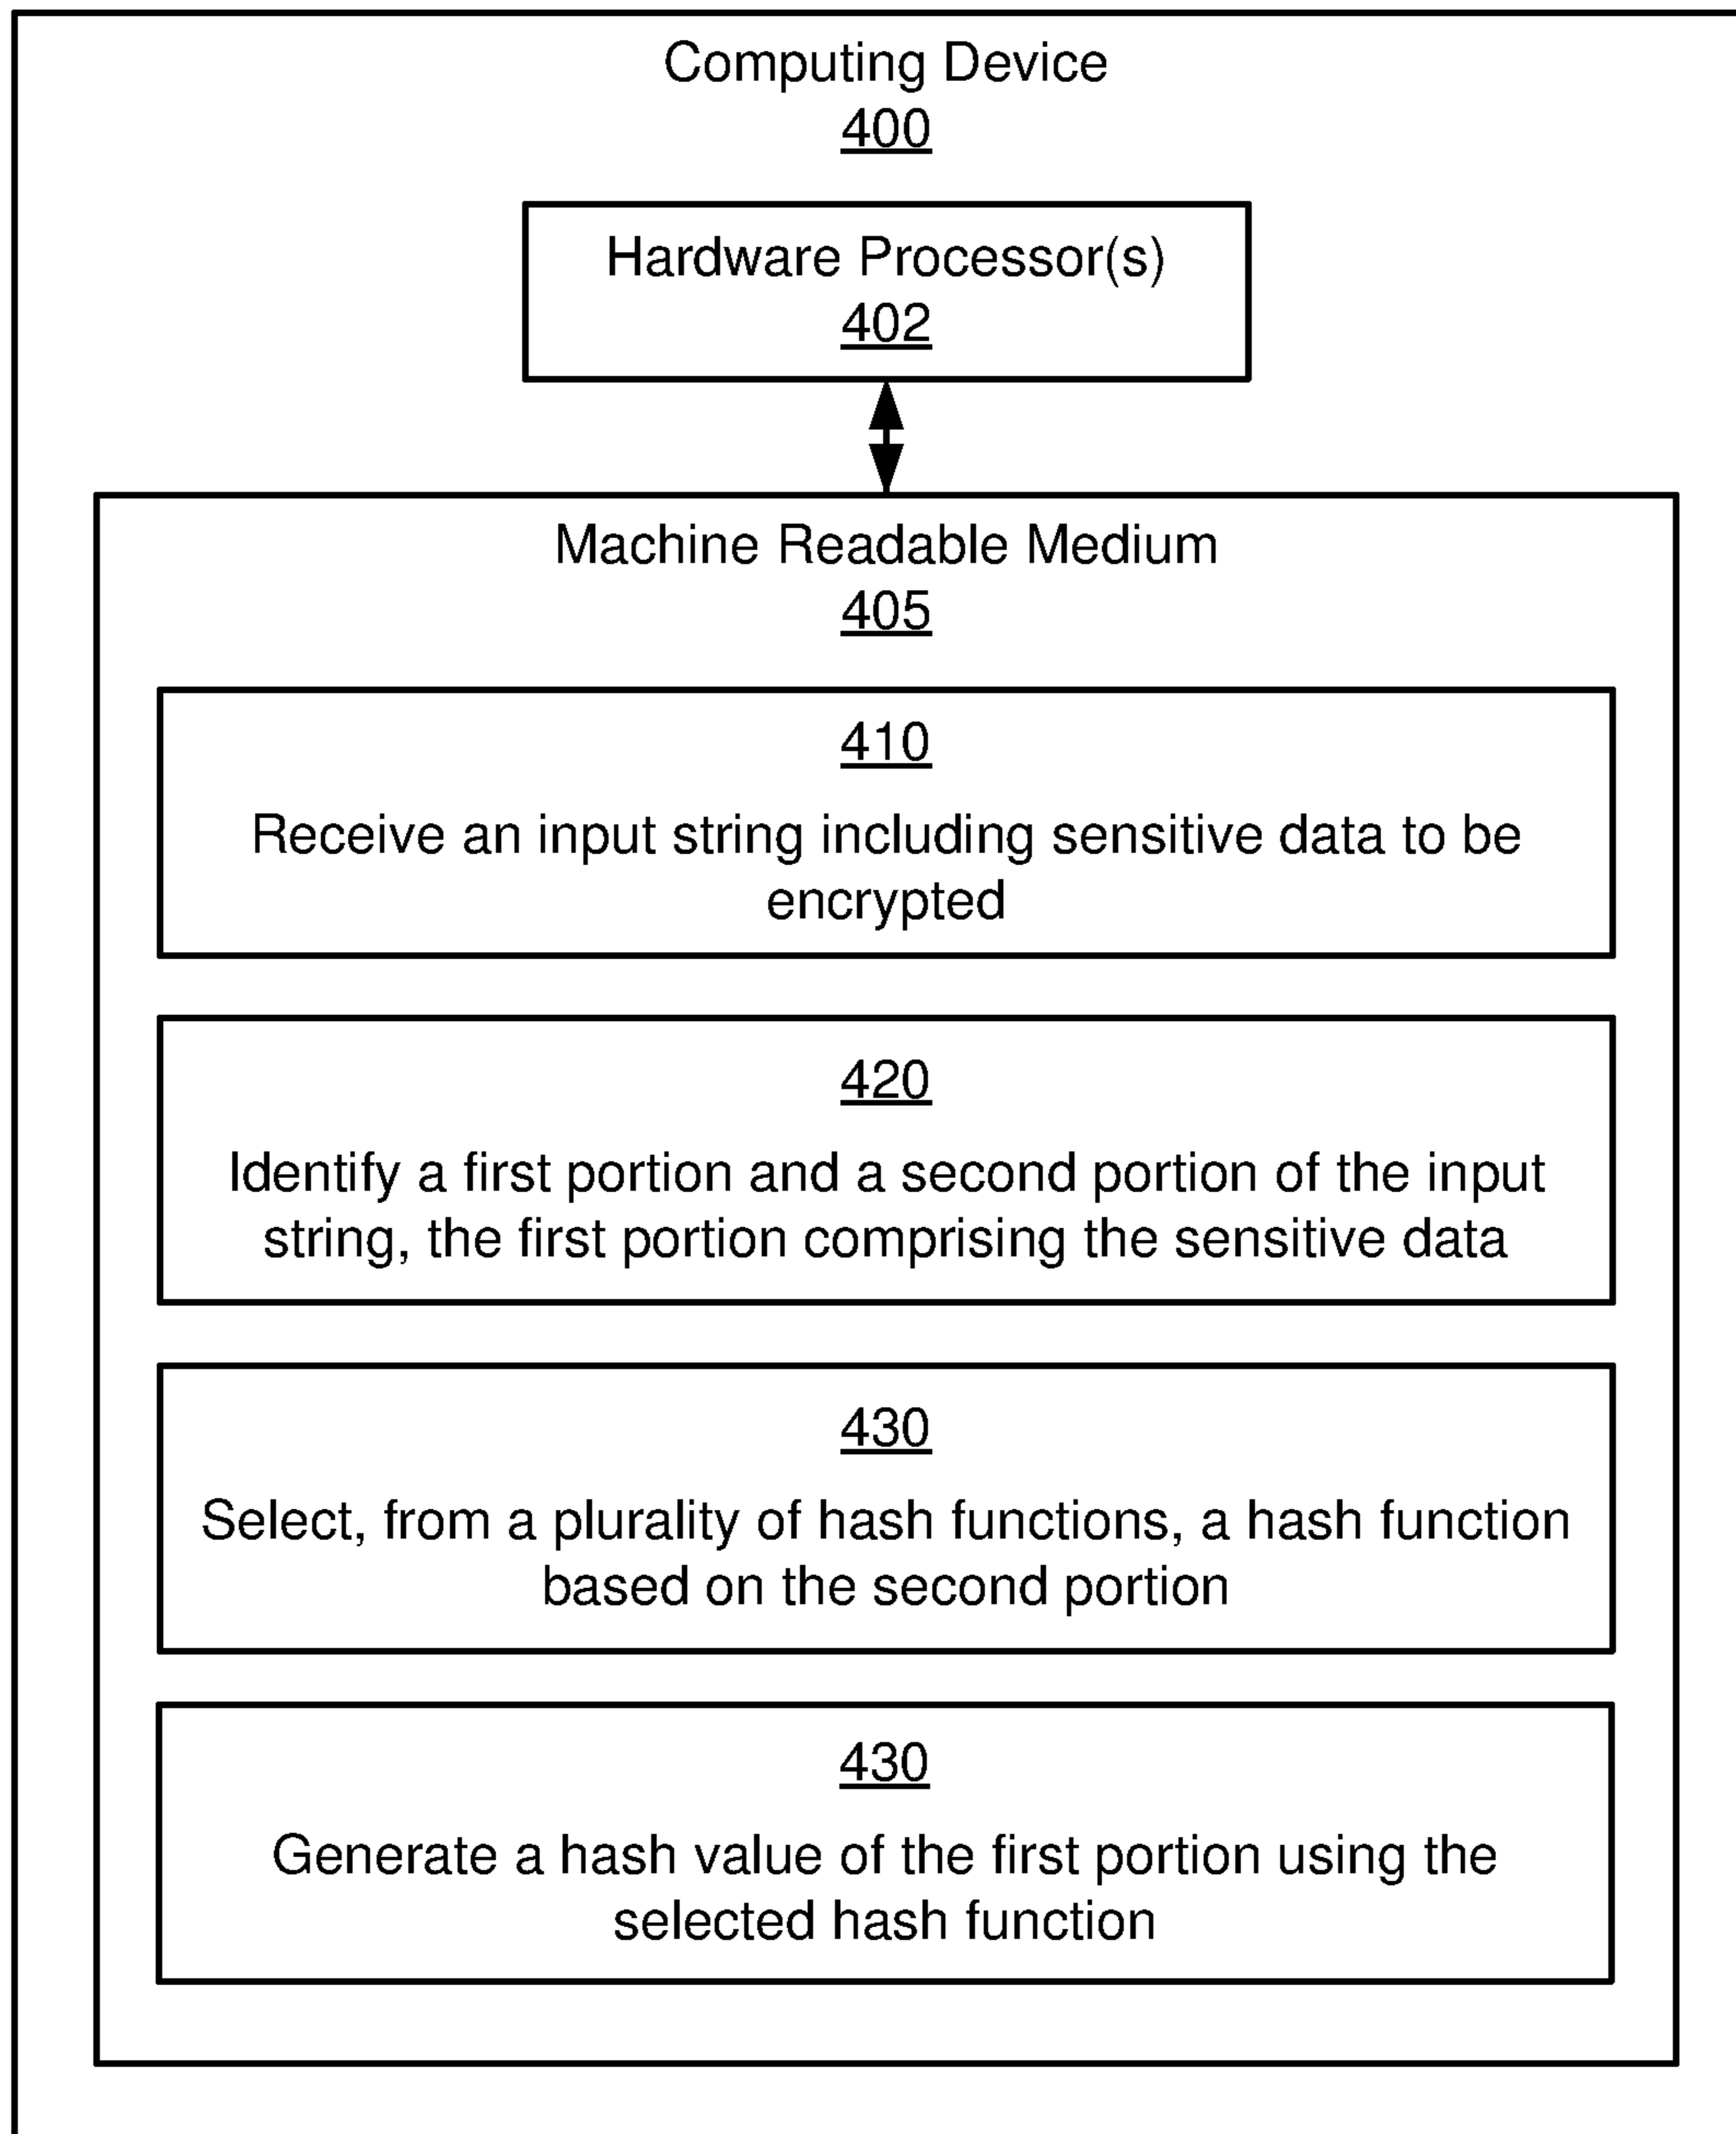 Computing Device
400
Hardware Processor(s)
402
Machine Readable Medium
405
410
Receive an input string including sensitive data to be
encrypted
420
Identify a first portion and a second portion of the input
string, the first portion comprising the sensitive data
430
Select, from a plurality of hash functions, a hash function
based on the second portion
430
Generate a hash value of the first portion using the
selected hash function